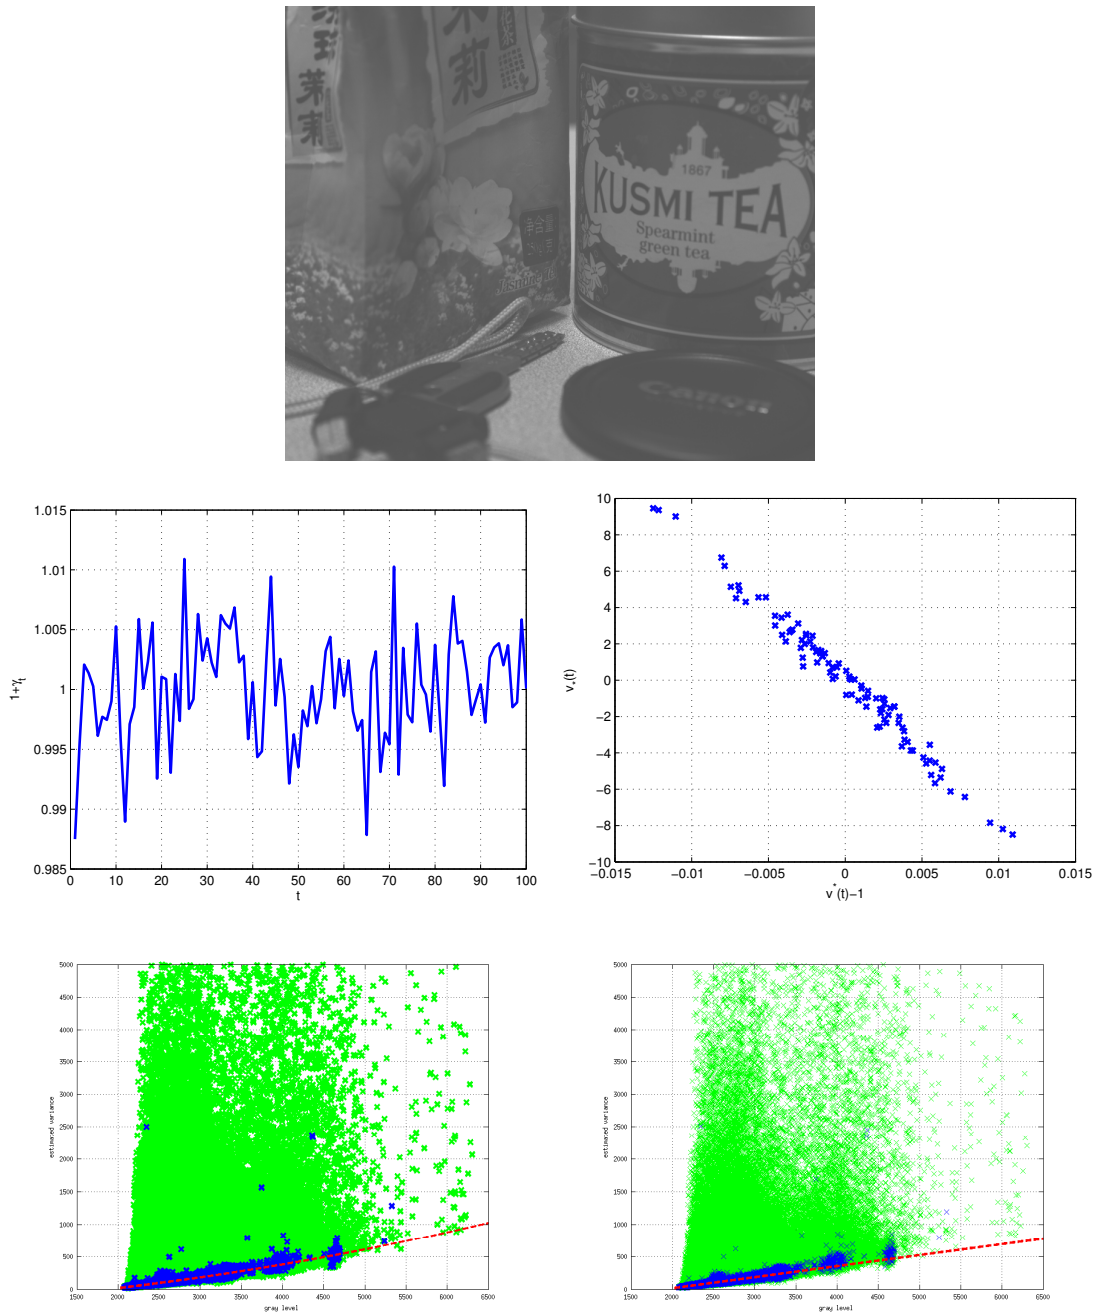 茉
莉
茉
莉
1867
KUSMI TEA
Spearmint
green tea
Canon
1.015
1.01
1.005
1
0.995
0.99
0.985
0 10 20 30 40 50 60 70 80 90 100
t
1+γt
10
8
6
4
2
0
−2
−4
−6
−8
−10
−0.015 −0.01 −0.005 0 0.005 0.01 0.015
v*(t)−1
v*(t)
5000
4500
4000
3500
3000
2500
2000
1500
1000
500
0
1500 2000 2500 3000 3500 4000 4500 5000 5500 6000 6500
gray level
estimated variance
5000
4500
4000
3500
3000
2500
2000
1500
1000
500
0
1500 2000 2500 3000 3500 4000 4500 5000 5500 6000 6500
gray level
estimated variance